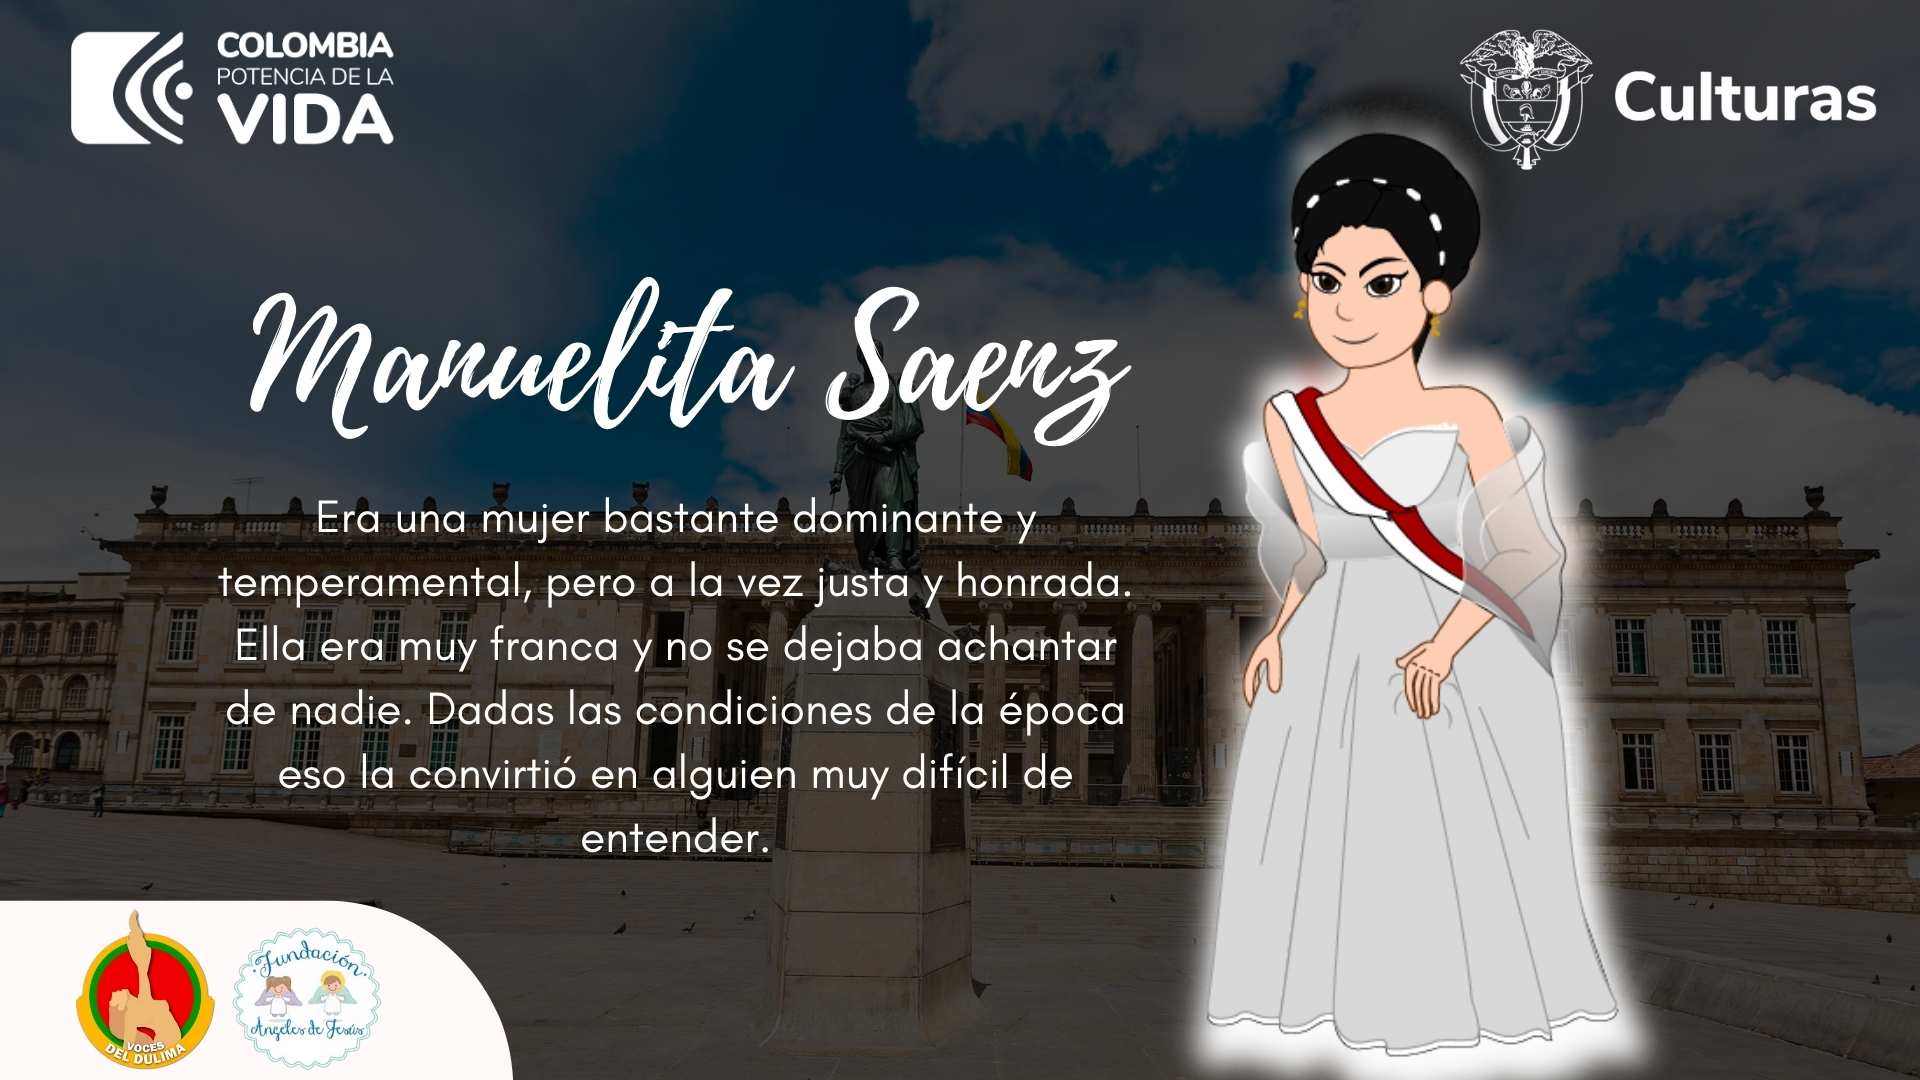 COLOMBIA
POTENCIA DE LA
VIDA
Culturas
Manuelita Saenz
Era una mujer bastante dominante y
temperamental, pero a la vez justa y honrada.
Ella era muy franca y no se dejaba achantar
de nadie. Dadas las condiciones de la época
eso la convirtió en alguien muy difícil de
entender.
VOCES
DEL DULIMA
Fundación
Ángeles de Jesús